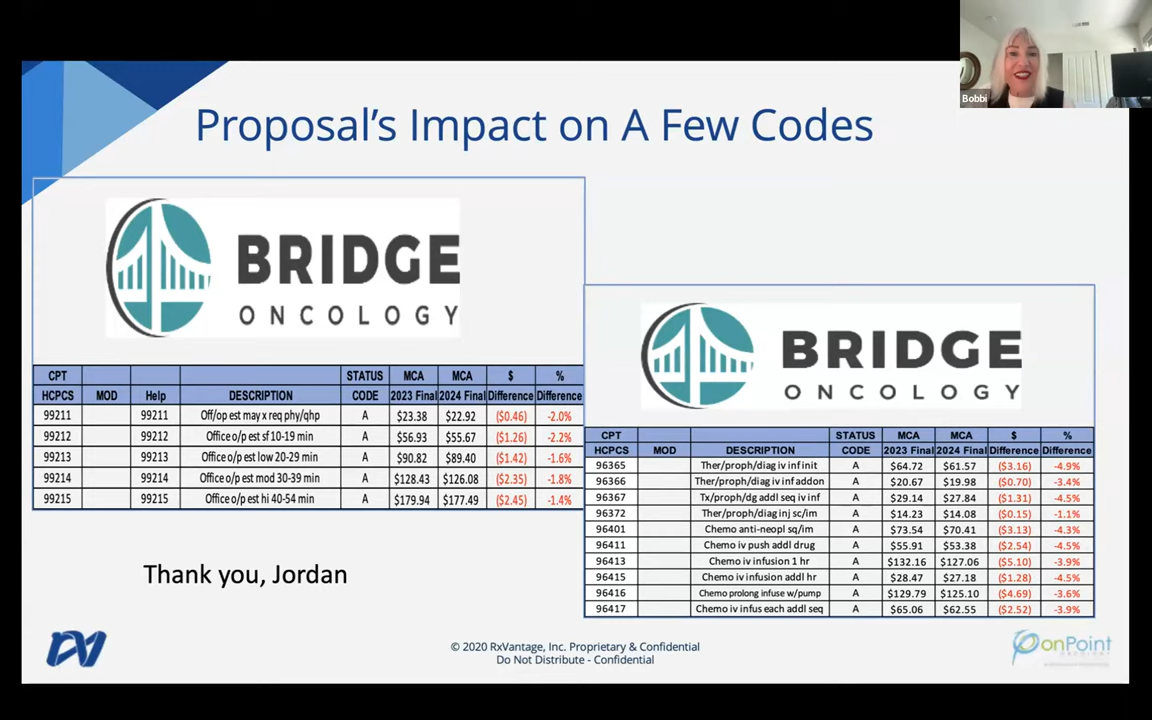 Bobbi
Proposal's Impact on A Few Codes
BRIDGE
ONCOLOGY
CPT STATUS MCA MCA $ %
HCPCS MOD Help DESCRIPTION CODE 2023 Final 2024 Final Difference Difference
99211 99211 Off/op est may x req phy/qhp A $23.38 $22.92 ($0.46) -2.0%
99212 99212 Office o/p est sf 10-19 min A $56.93 $55.67 ($1.26) -2.2%
99213 99213 Office o/p est low 20-29 min A $90.82 $89.40 ($1.42) -1.6%
99214 99214 Office o/p est mod 30-39 min A $128.43 $126.08 ($2.35) -1.8%
99215 99215 Office o/p est hi 40-54 min A $179.94 $177.49 ($2.45) -1.4%
BRIDGE
ONCOLOGY
CPT STATUS MCA MCA $ %
HCPCS MOD DESCRIPTION CODE 2023 Final 2024 Final Difference Difference
96365 Ther/proph/diag iv inf init A $64.72 $61.57 ($3.16) -4.9%
96366 Ther/proph/diag iv inf addon A $20.67 $19.98 ($0.70) -3.4%
96367 Tx/proph/dg addl seq iv inf A $29.14 $27.84 ($1.31) -4.5%
96372 Ther/proph/diag inj sc/im A $14.23 $14.08 ($0.15) -1.1%
96401 Chemo anti-neopl sq/im A $73.54 $70.41 ($3.13) -4.3%
96411 Chemo iv push addl drug A $55.91 $53.38 ($2.54) -4.5%
96413 Chemo iv infusion 1 hr A $132.16 $127.06 ($5.10) -3.9%
96415 Chemo iv infusion addl hr A $28.47 $27.18 ($1.28) -4.5%
96416 Chemo prolong infuse w/pump A $129.79 $125.10 ($4.69) -3.6%
96417 Chemo iv infus each addl seq A $65.06 $62.55 ($2.52) -3.9%
Thank you, Jordan
© 2020 RxVantage, Inc. Proprietary & Confidential
Do Not Distribute - Confidential
onPoint